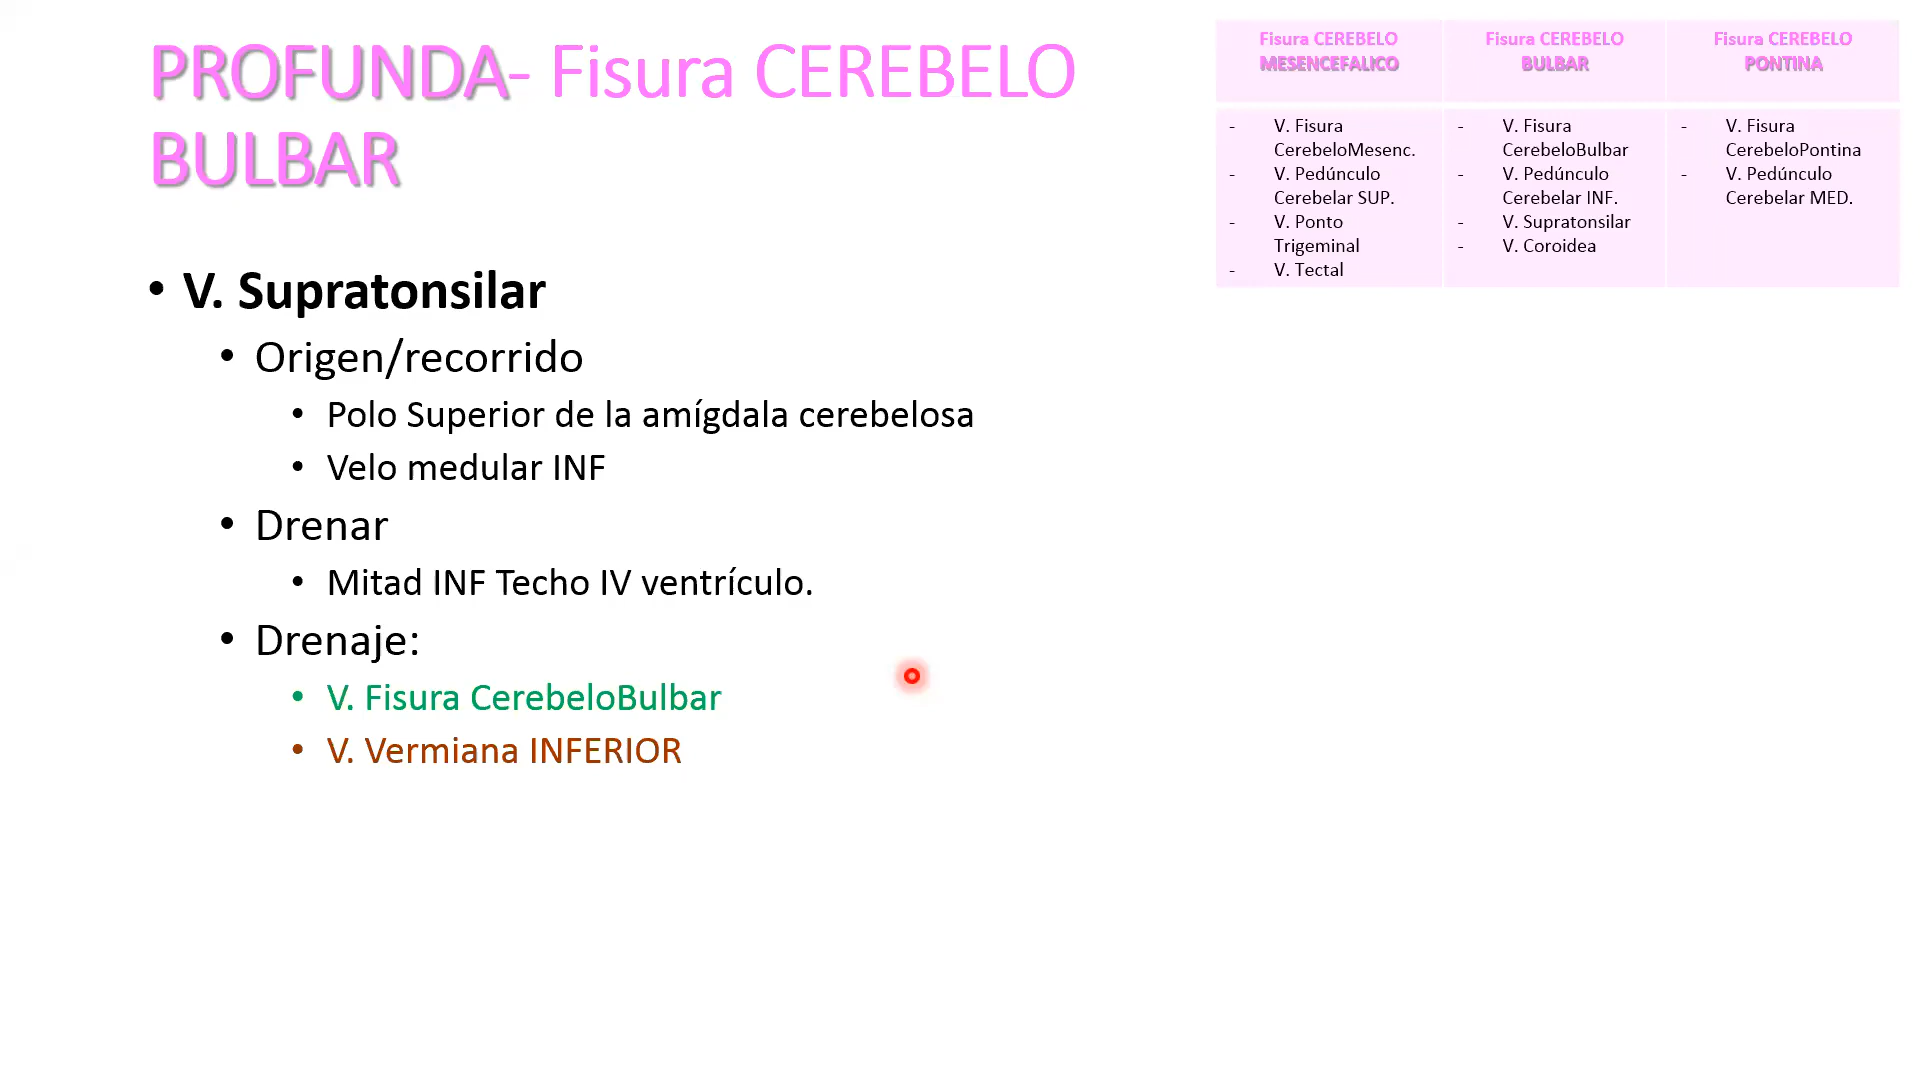 PROFUNDA- Fisura CEREBELO
BULBAR
• V. Supratonsilar
• Origen/recorrido
• Polo Superior de la amígdala cerebelosa
• Velo medular INF
• Drenar
• Mitad INF Techo IV ventrículo.
• Drenaje:
• V. Fisura CerebeloBulbar
• V. Vermiana INFERIOR
Fisura CEREBELO
MESENCEFALICO
- V. Fisura
CerebeloMesenc.
- V. Pedúnculo
Cerebelar SUP.
- V. Ponto
Trigeminal
- V. Tectal
Fisura CEREBELO
BULBAR
- V. Fisura
CerebeloBulbar
- V. Pedúnculo
Cerebelar INF.
- V. Supratonsilar
- V. Coroidea
Fisura CEREBELO
PONTINA
- V. Fisura
CerebeloPontina
- V. Pedúnculo
Cerebelar MED.